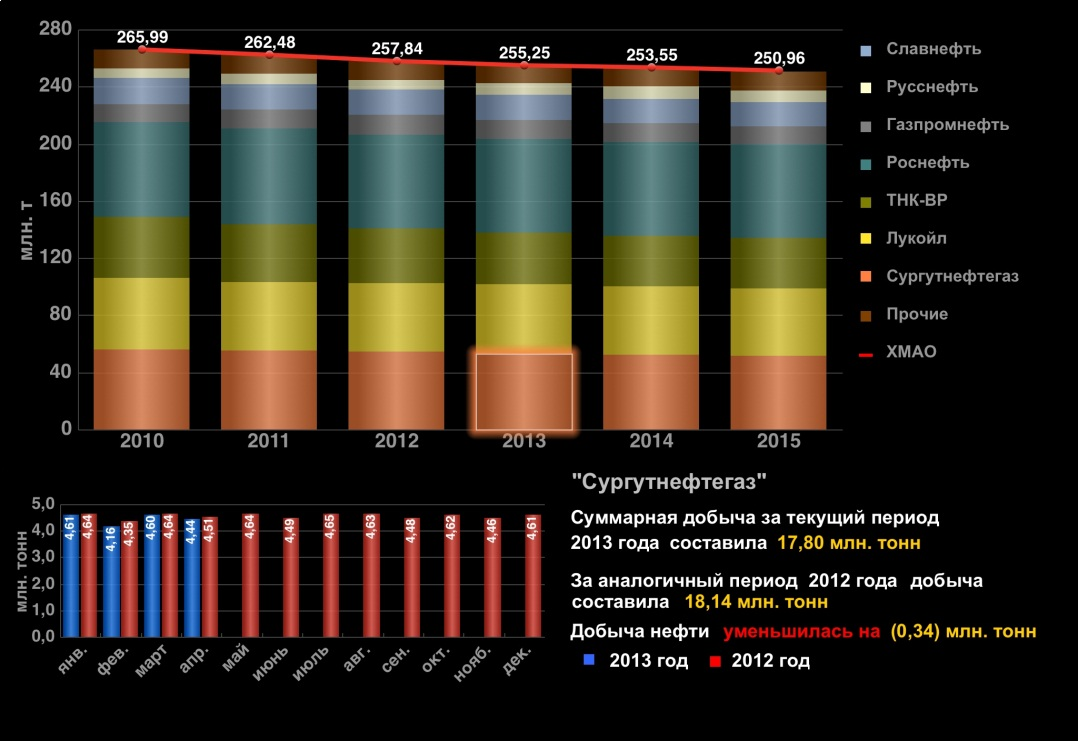 280
240
200
160
120
80
40
0
млн. т
265,99
262,48
257,84
255,25
253,55
250,96
2010
2011
2012
2013
2014
2015
Славнефть
Русснефть
Газпромнефть
Роснефть
ТНК-ВР
Лукойл
Сургутнефтегаз
Прочие
ХМАО
5,0
4,0
3,0
2,0
1,0
0,0
млн. тонн
4,61
4,64
4,16
4,35
4,60
4,64
4,44
4,51
4,64
4,49
4,65
4,63
4,48
4,62
4,46
4,61
янв.
фев.
март
апр.
май
июнь
июль
авг.
сен.
окт.
нояб.
дек.
"Сургутнефтегаз"
Суммарная добыча за текущий период
2013 года составила 17,80 млн. тонн
За аналогичный период 2012 года добыча
составила 18,14 млн. тонн
Добыча нефти уменьшилась на (0,34) млн. тонн
2013 год 2012 год